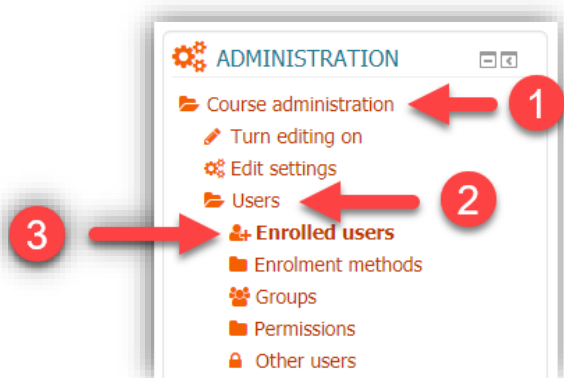 ADMINISTRATION
Course administration
1
Turn editing on
Edit settings
Users
2
3
Enrolled users
Enrolment methods
Groups
Permissions
Other users